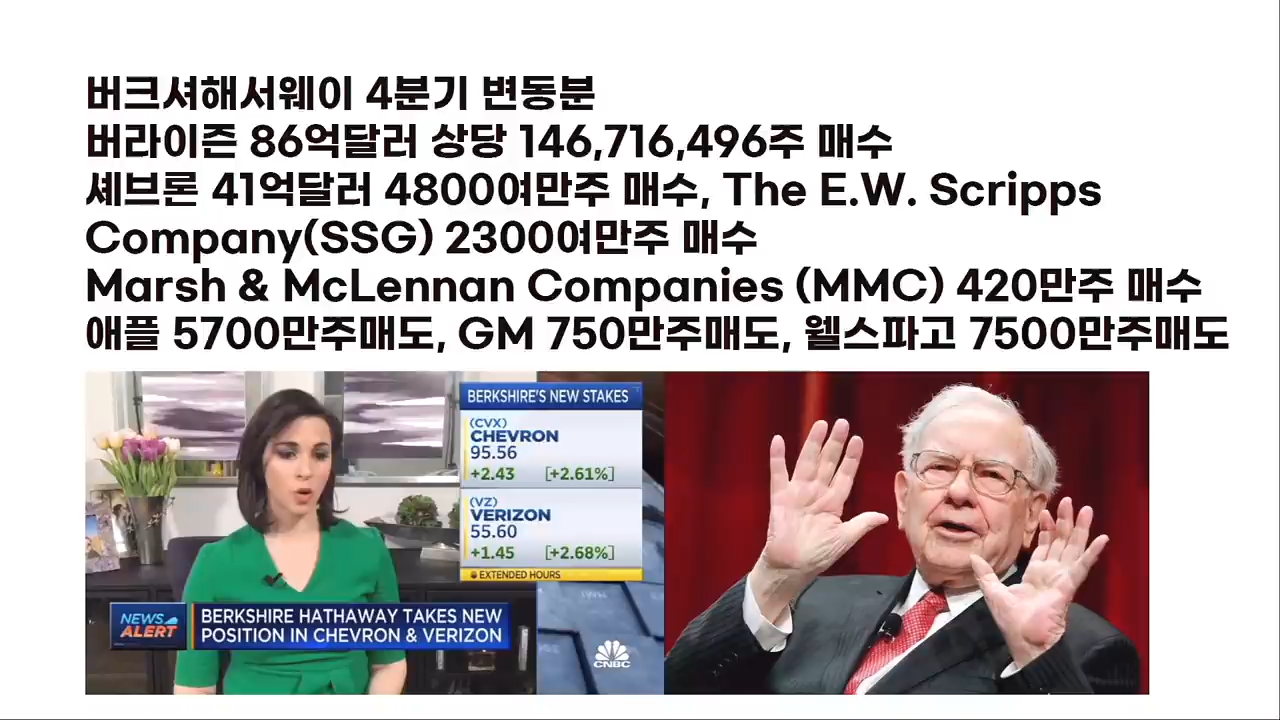 버크셔해서웨이 4분기 변동분
버라이즌 86억달러 상당 146,716,496주 매수
셰브론 41억달러 4800여만주 매수, The E.W. Scripps
Company(SSG) 2300여만주 매수
Marsh & McLennan Companies (MMC) 420만주 매수
애플 5700만주매도, GM 750만주매도, 웰스파고 7500만주매도
BERKSHIRE'S NEW STAKES
(CVX)
CHEVRON
95.56
+2.43 [+2.61%]
(VZ)
VERIZON
55.60
+1.45 [+2.68%]
EXTENDED HOURS
NEWS
ALERT
BERKSHIRE HATHAWAY TAKES NEW
POSITION IN CHEVRON & VERIZON
CNBC